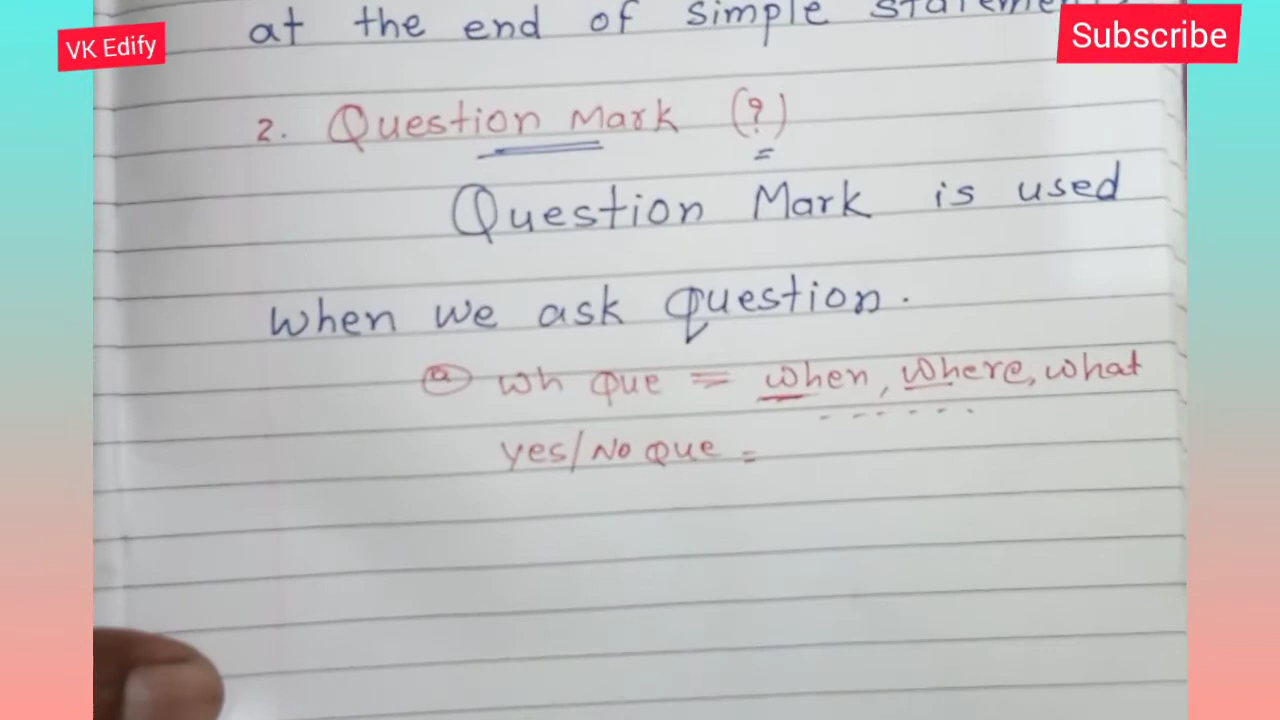 VK Edify
Subscribe
at the end of simple statement
2. Question Mark (?)
Question Mark is used
When we ask Question.
(a) Wh Que = When, Where, What
Yes/No Que =